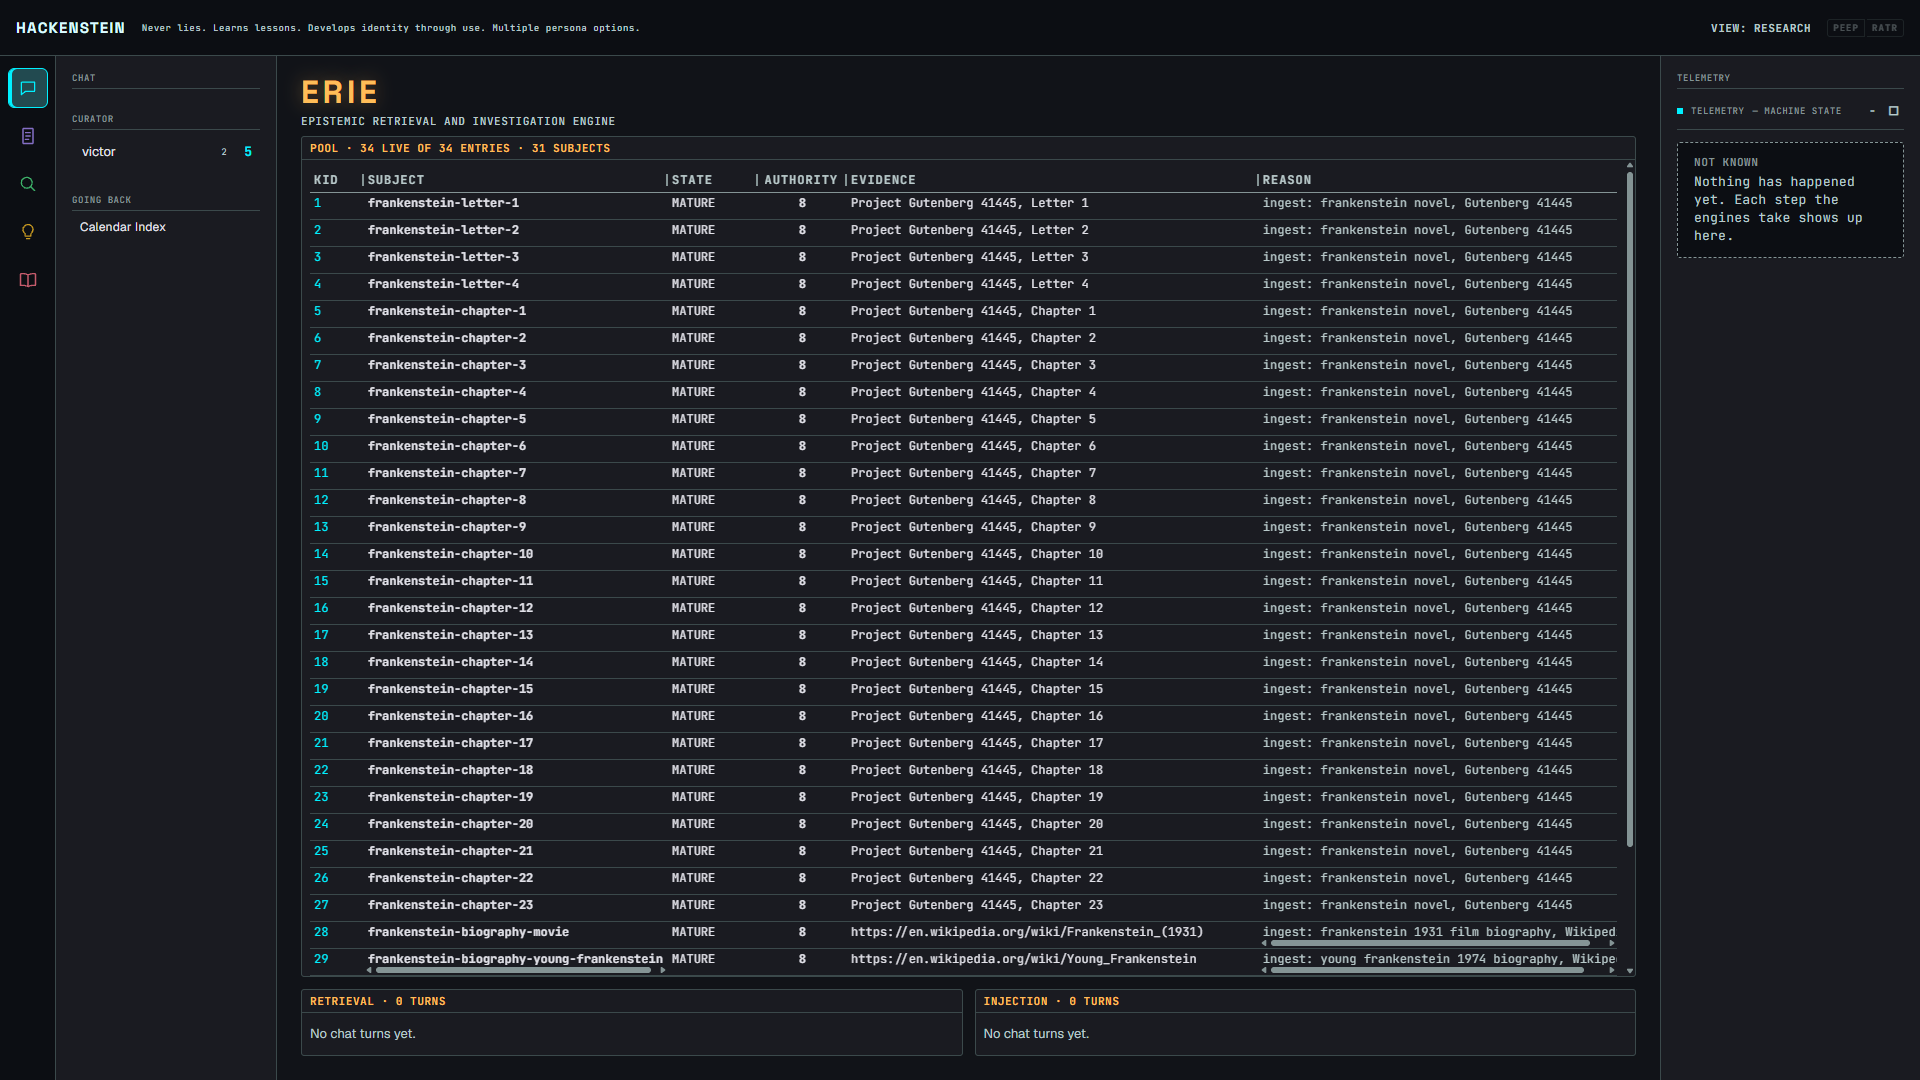 HACKENSTEIN Never lies. Learns lessons. Develops identity through use. Multiple persona options. VIEW: RESEARCH PEEP RATR
CHAT
CURATOR
victor 2 5
GOING BACK
Calendar Index
ERIE
EPISTEMIC RETRIEVAL AND INVESTIGATION ENGINE
POOL · 34 LIVE OF 34 ENTRIES · 31 SUBJECTS
KID |SUBJECT |STATE | AUTHORITY |EVIDENCE |REASON
1 frankenstein-letter-1 MATURE 8 Project Gutenberg 41445, Letter 1 ingest: frankenstein novel, Gutenberg 41445
2 frankenstein-letter-2 MATURE 8 Project Gutenberg 41445, Letter 2 ingest: frankenstein novel, Gutenberg 41445
3 frankenstein-letter-3 MATURE 8 Project Gutenberg 41445, Letter 3 ingest: frankenstein novel, Gutenberg 41445
4 frankenstein-letter-4 MATURE 8 Project Gutenberg 41445, Letter 4 ingest: frankenstein novel, Gutenberg 41445
5 frankenstein-chapter-1 MATURE 8 Project Gutenberg 41445, Chapter 1 ingest: frankenstein novel, Gutenberg 41445
6 frankenstein-chapter-2 MATURE 8 Project Gutenberg 41445, Chapter 2 ingest: frankenstein novel, Gutenberg 41445
7 frankenstein-chapter-3 MATURE 8 Project Gutenberg 41445, Chapter 3 ingest: frankenstein novel, Gutenberg 41445
8 frankenstein-chapter-4 MATURE 8 Project Gutenberg 41445, Chapter 4 ingest: frankenstein novel, Gutenberg 41445
9 frankenstein-chapter-5 MATURE 8 Project Gutenberg 41445, Chapter 5 ingest: frankenstein novel, Gutenberg 41445
10 frankenstein-chapter-6 MATURE 8 Project Gutenberg 41445, Chapter 6 ingest: frankenstein novel, Gutenberg 41445
11 frankenstein-chapter-7 MATURE 8 Project Gutenberg 41445, Chapter 7 ingest: frankenstein novel, Gutenberg 41445
12 frankenstein-chapter-8 MATURE 8 Project Gutenberg 41445, Chapter 8 ingest: frankenstein novel, Gutenberg 41445
13 frankenstein-chapter-9 MATURE 8 Project Gutenberg 41445, Chapter 9 ingest: frankenstein novel, Gutenberg 41445
14 frankenstein-chapter-10 MATURE 8 Project Gutenberg 41445, Chapter 10 ingest: frankenstein novel, Gutenberg 41445
15 frankenstein-chapter-11 MATURE 8 Project Gutenberg 41445, Chapter 11 ingest: frankenstein novel, Gutenberg 41445
16 frankenstein-chapter-12 MATURE 8 Project Gutenberg 41445, Chapter 12 ingest: frankenstein novel, Gutenberg 41445
17 frankenstein-chapter-13 MATURE 8 Project Gutenberg 41445, Chapter 13 ingest: frankenstein novel, Gutenberg 41445
18 frankenstein-chapter-14 MATURE 8 Project Gutenberg 41445, Chapter 14 ingest: frankenstein novel, Gutenberg 41445
19 frankenstein-chapter-15 MATURE 8 Project Gutenberg 41445, Chapter 15 ingest: frankenstein novel, Gutenberg 41445
20 frankenstein-chapter-16 MATURE 8 Project Gutenberg 41445, Chapter 16 ingest: frankenstein novel, Gutenberg 41445
21 frankenstein-chapter-17 MATURE 8 Project Gutenberg 41445, Chapter 17 ingest: frankenstein novel, Gutenberg 41445
22 frankenstein-chapter-18 MATURE 8 Project Gutenberg 41445, Chapter 18 ingest: frankenstein novel, Gutenberg 41445
23 frankenstein-chapter-19 MATURE 8 Project Gutenberg 41445, Chapter 19 ingest: frankenstein novel, Gutenberg 41445
24 frankenstein-chapter-20 MATURE 8 Project Gutenberg 41445, Chapter 20 ingest: frankenstein novel, Gutenberg 41445
25 frankenstein-chapter-21 MATURE 8 Project Gutenberg 41445, Chapter 21 ingest: frankenstein novel, Gutenberg 41445
26 frankenstein-chapter-22 MATURE 8 Project Gutenberg 41445, Chapter 22 ingest: frankenstein novel, Gutenberg 41445
27 frankenstein-chapter-23 MATURE 8 Project Gutenberg 41445, Chapter 23 ingest: frankenstein novel, Gutenberg 41445
28 frankenstein-biography-movie MATURE 8 https://en.wikipedia.org/wiki/Frankenstein_(1931) ingest: frankenstein 1931 film biography, Wikiped
29 frankenstein-biography-young-frankenstein MATURE 8 https://en.wikipedia.org/wiki/Young_Frankenstein ingest: young frankenstein 1974 biography, Wikipe
RETRIEVAL · 0 TURNS
No chat turns yet.
INJECTION · 0 TURNS
No chat turns yet.
TELEMETRY
TELEMETRY — MACHINE STATE -
NOT KNOWN
Nothing has happened
yet. Each step the
engines take shows up
here.